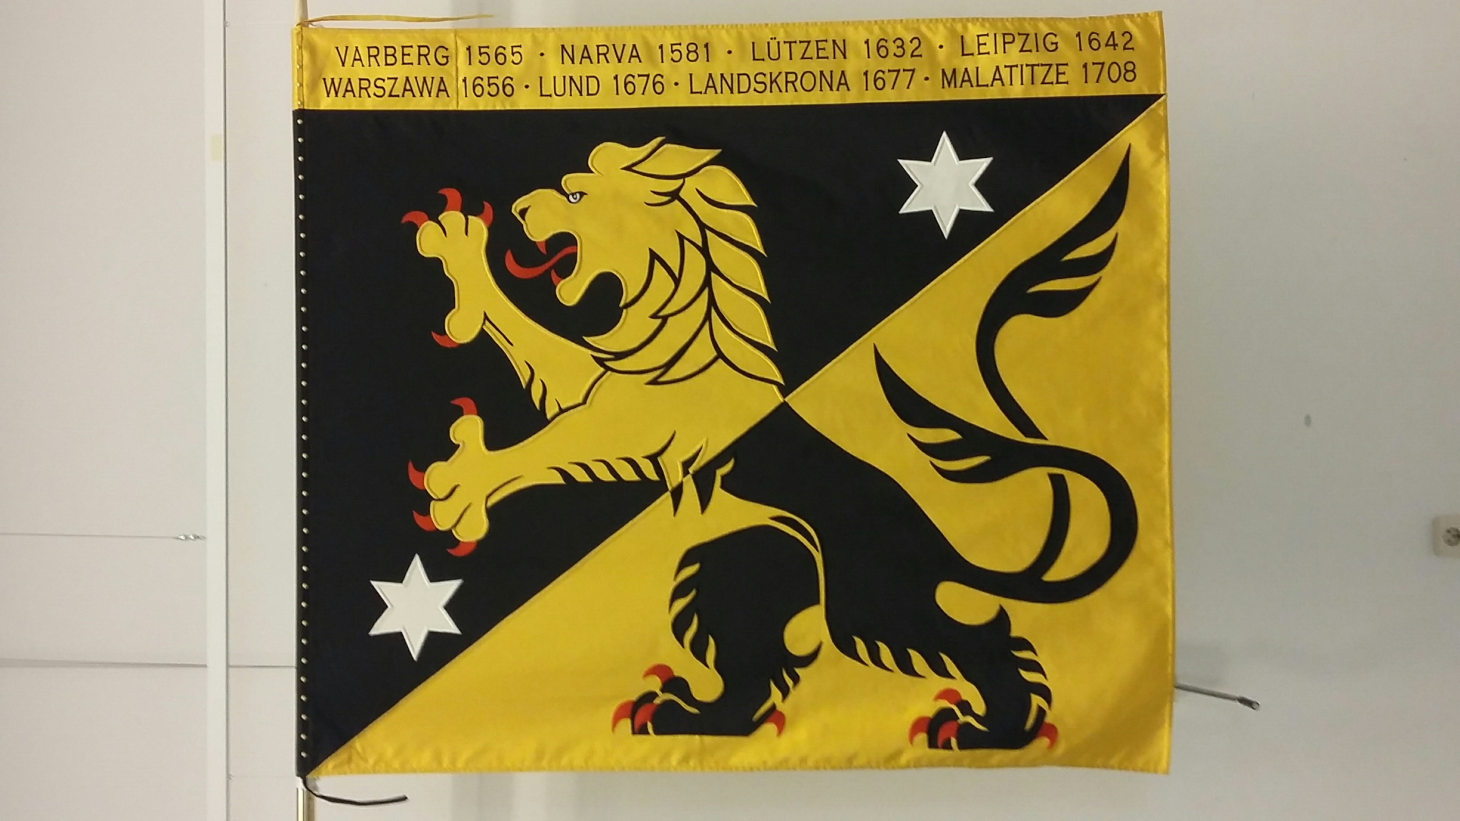 VARBERG 1565 · NARVA 1581 · LÜTZEN 1632 · LEIPZIG 1642
WARSZAWA 1656 · LUND 1676 · LANDSKRONA 1677 · MALATITZE 1708